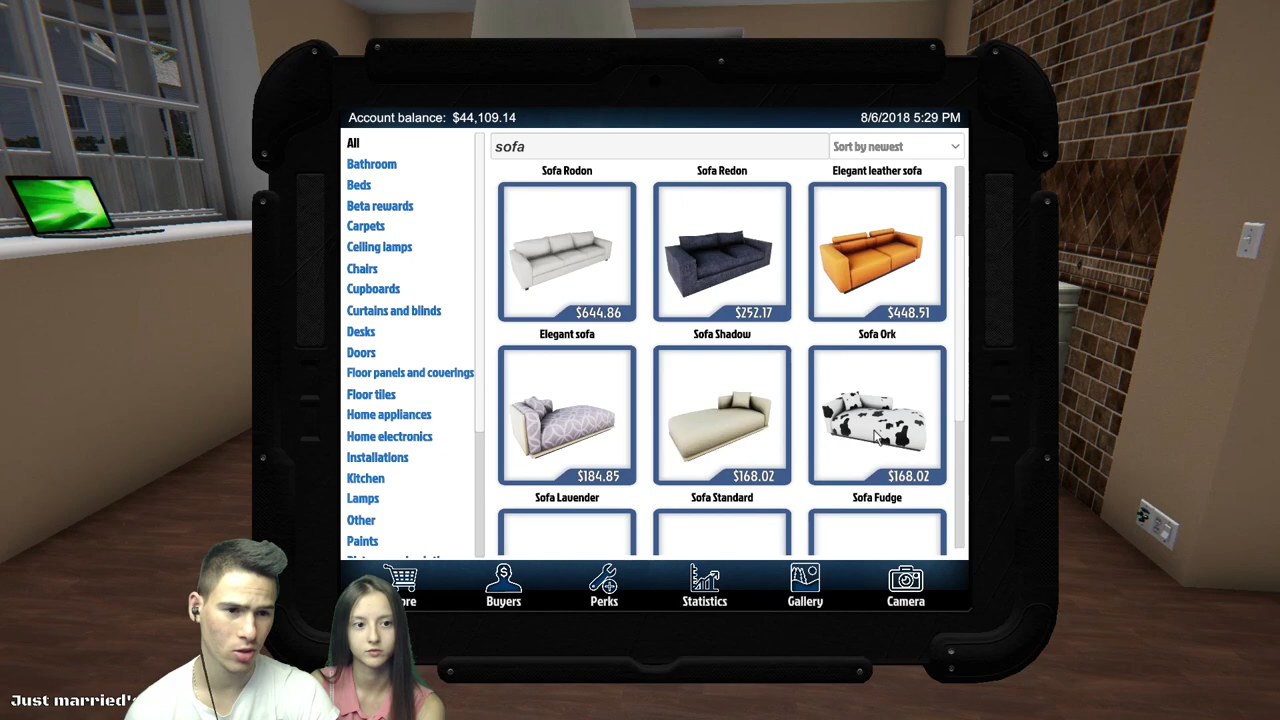 Account balance: $44,109.14
8/6/2018 5:29 PM
All
Bathroom
Beds
Beta rewards
Carpets
Ceiling lamps
Chairs
Cupboards
Curtains and blinds
Desks
Doors
Floor panels and coverings
Floor tiles
Home appliances
Home electronics
Installations
Kitchen
Lamps
Other
Paints
sofa
Sort by newest
Sofa Rodon
Sofa Redon
Elegant leather sofa
$644.86
$252.17
$448.51
Elegant sofa
Sofa Shadow
Sofa Ork
$184.85
$168.02
$168.02
Sofa Lavender
Sofa Standard
Sofa Fudge
ore
Buyers
Perks
Statistics
Gallery
Camera
Just married's